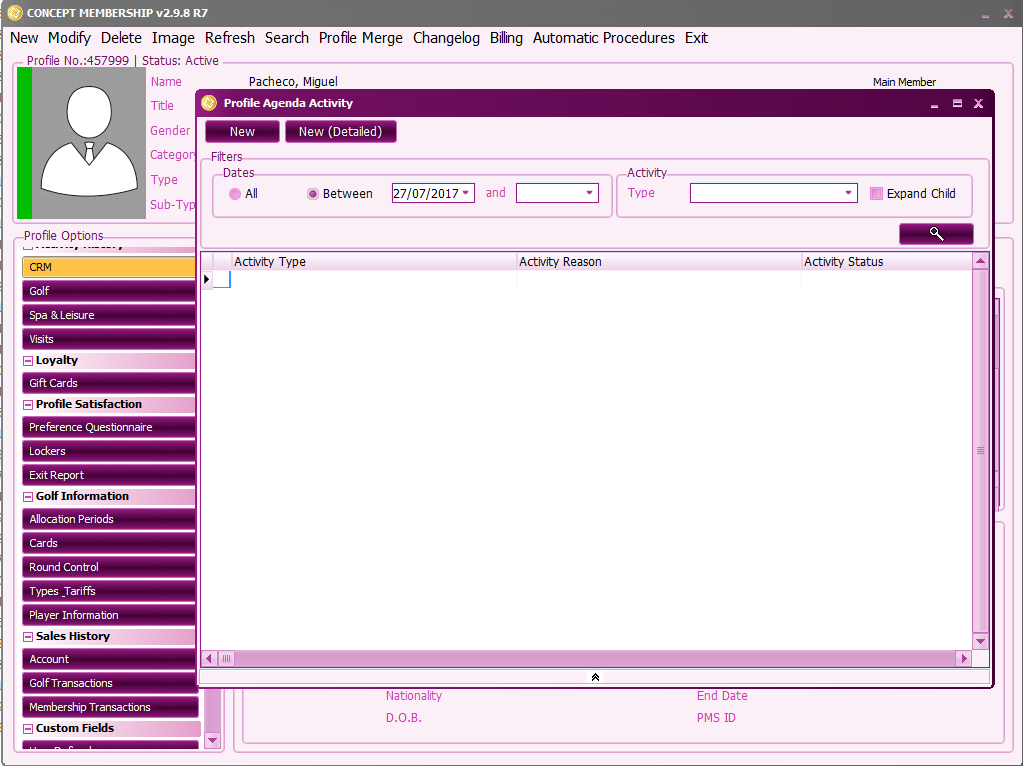 CONCEPT MEMBERSHIP v2.9.8 R7
New Modify Delete Image Refresh Search Profile Merge Changelog Billing Automatic Procedures Exit
Profile No.:457999 | Status: Active
Name Pacheco, Miguel Main Member
Title
Gender
Type
Profile Agenda Activity
New New (Detailed)
Filters
Dates Activity
All Between 27/07/2017 and Type Expand Child
Activity Type Activity Reason Activity Status
Profile Options
CRM
Golf
Spa & Leisure
Visits
Loyalty
Gift Cards
Profile Satisfaction
Preference Questionnaire
Lockers
Exit Report
Golf Information
Allocation Periods
Cards
Round Control
Types_Tariffs
Player Information
Sales History
Account
Golf Transactions
Membership Transactions
Custom Fields
Nationality End Date
D.O.B. PMS ID